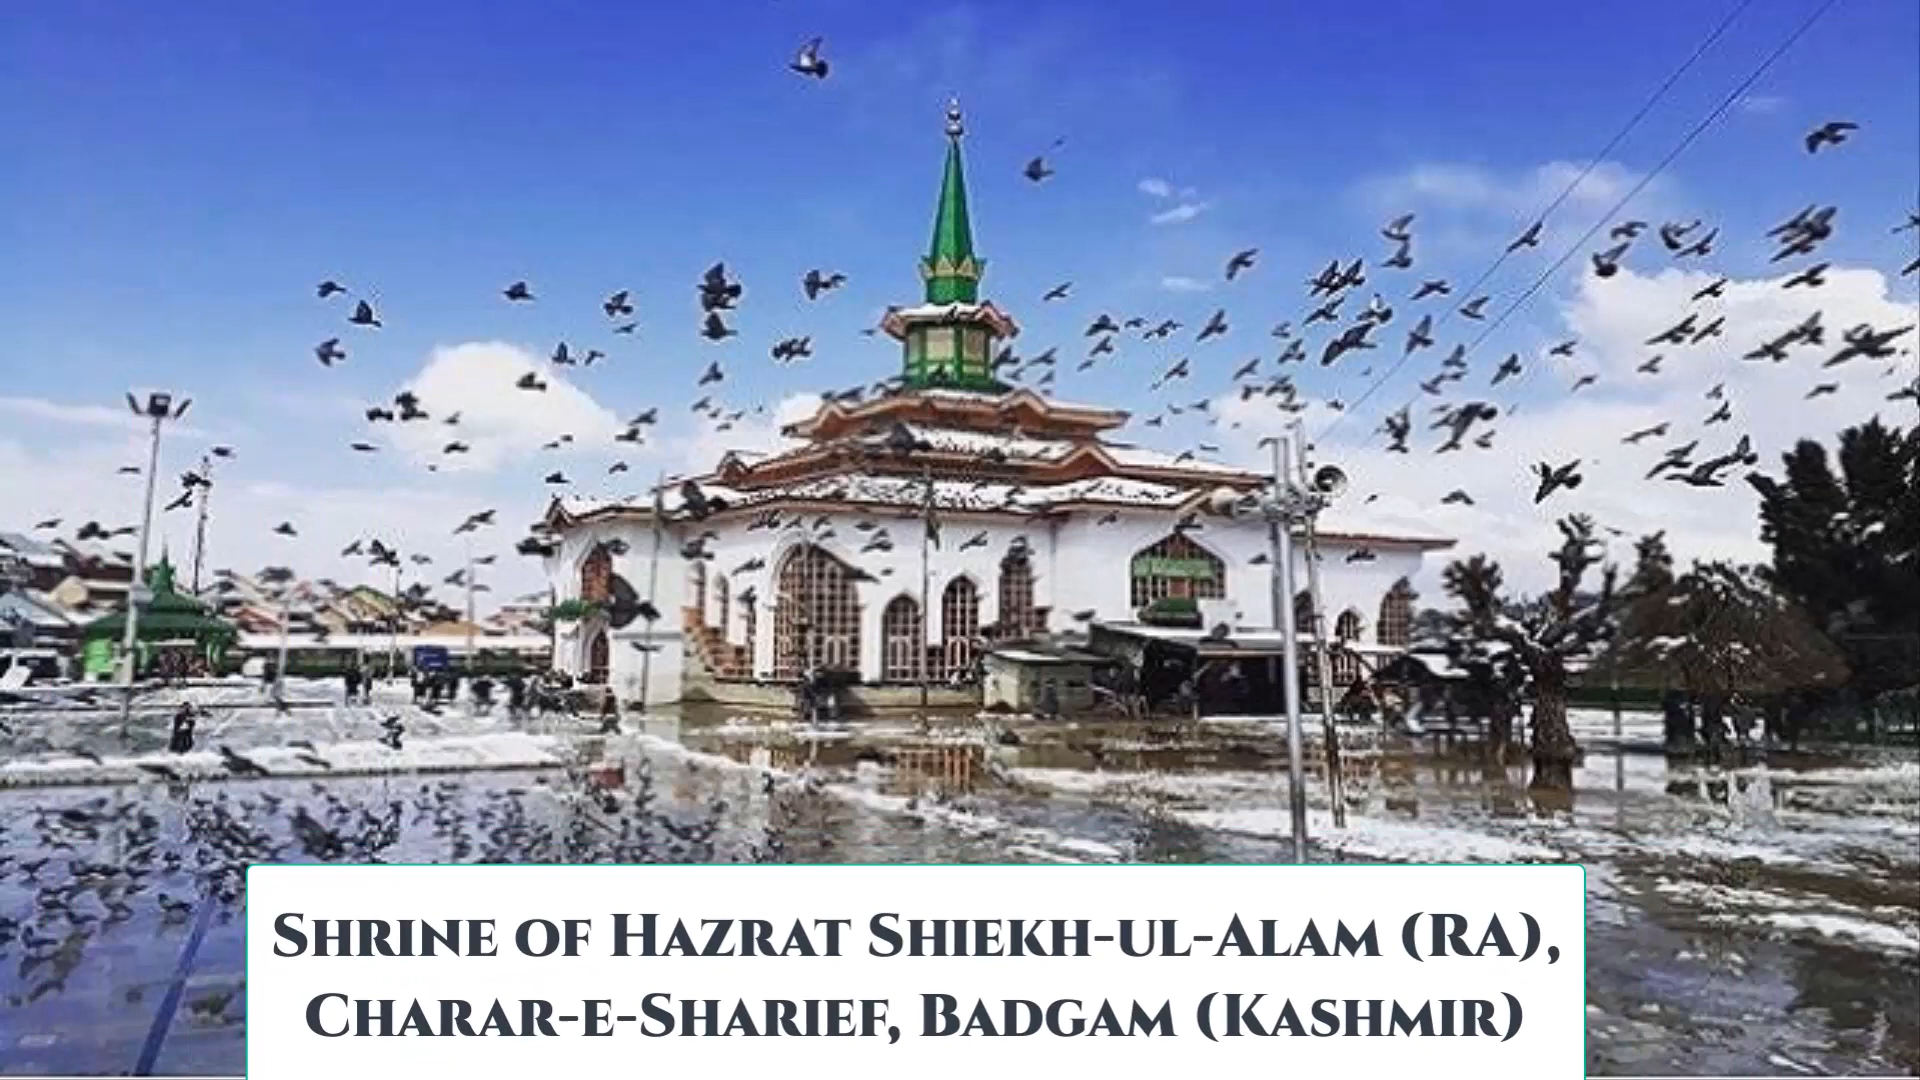 Shrine of Hazrat Shiekh-ul-Alam (RA),
Charar-e-Sharief, Badgam (Kashmir)